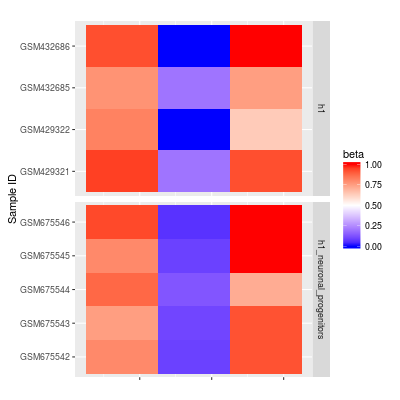 GSM432686
GSM432685
GSM429322
GSM429321
h1
GSM675546
GSM675545
GSM675544
GSM675543
GSM675542
h1_neuronal_progenitors
Sample ID
beta
1.00
0.75
0.50
0.25
0.00